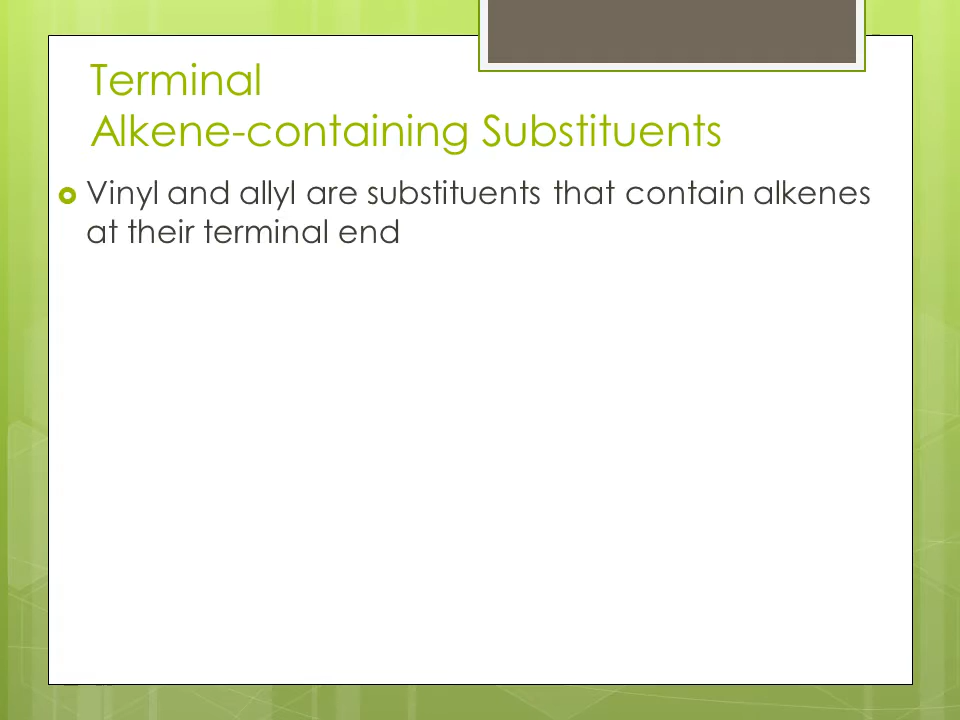 Terminal
Alkene-containing Substituents
Vinyl and allyl are substituents that contain alkenes
at their terminal end